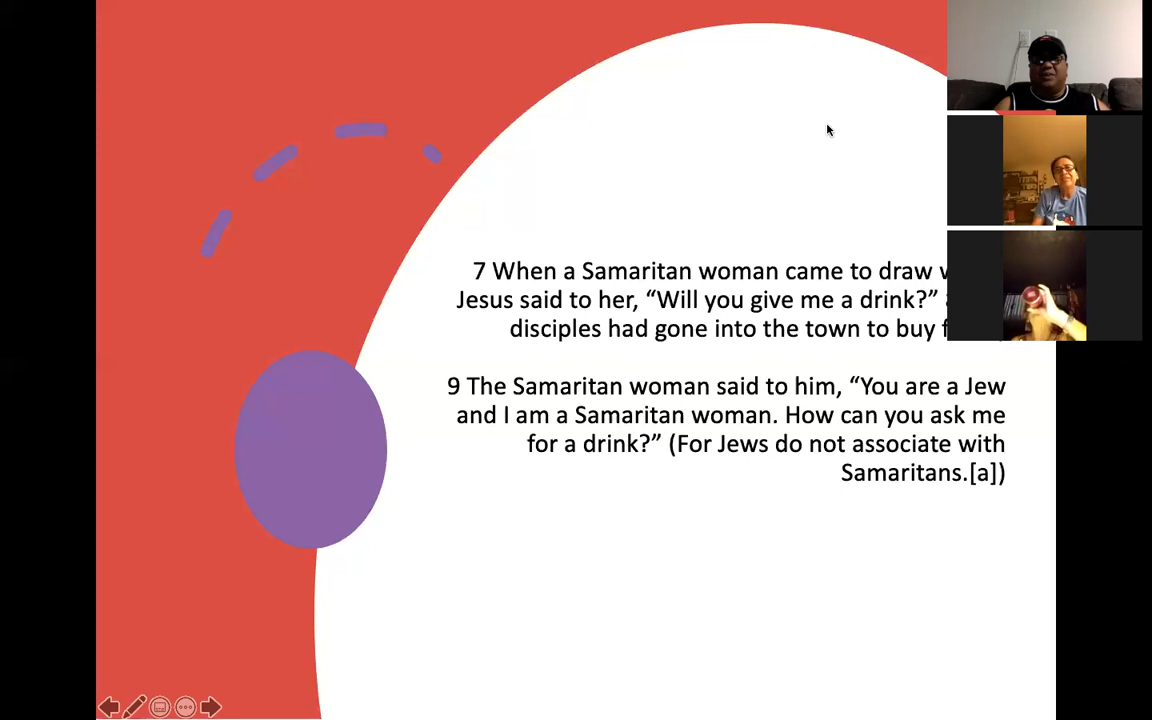 7 When a Samaritan woman came to draw
Jesus said to her, “Will you give me a drink?”
disciples had gone into the town to buy
9 The Samaritan woman said to him, “You are a Jew
and I am a Samaritan woman. How can you ask me
for a drink?” (For Jews do not associate with
Samaritans.[a])